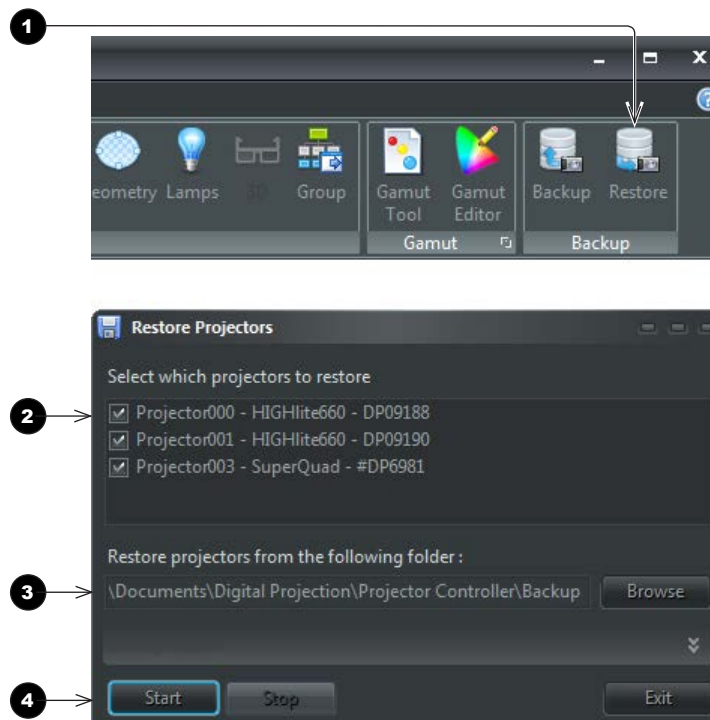 1
eometry Lamps 3D Group Gamut Tool Gamut Editor Backup Restore
Gamut Backup
Restore Projectors
Select which projectors to restore
2
Projector000 - HIGHlite660 - DP09188
Projector001 - HIGHlite660 - DP09190
Projector003 - SuperQuad - #DP6981
Restore projectors from the following folder :
3
\Documents\Digital Projection\Projector Controller\Backup Browse
4
Start Stop Exit